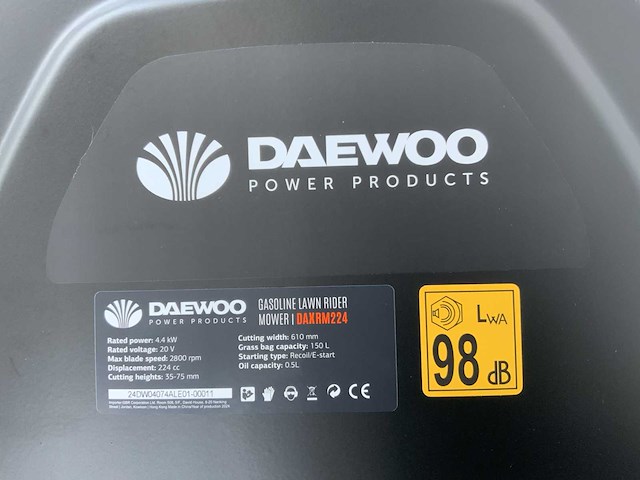 DAEWOO
POWER PRODUCTS
DAEWOO
POWER PRODUCTS
GASOLINE LAWN RIDER
MOWER | DAXRM224
Rated power: 4.4 kW
Rated voltage: 20 V
Max blade speed: 2800 rpm
Displacement: 224 cc
Cutting heights: 35-75 mm
Cutting width: 610 mm
Grass bag capacity: 150 L
Starting type: Recoil/E-start
Oil capacity: 0.5L
24DW04074ALE01-00011
CE
LWA
98 dB